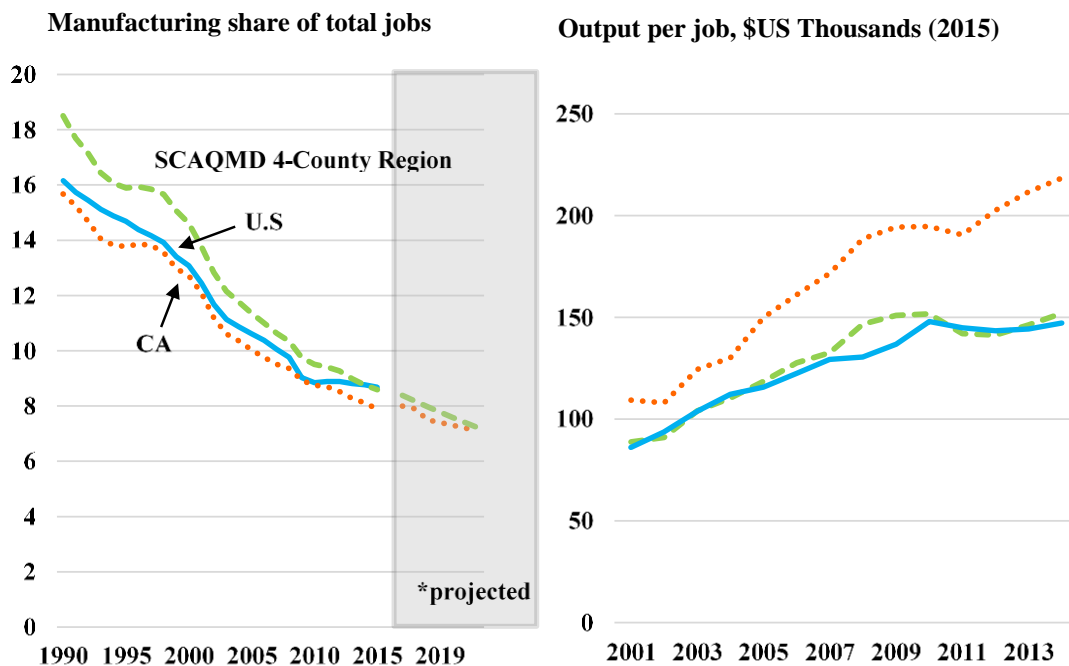 Manufacturing share of total jobs
20
18
16
14
12
10
8
6
4
2
0
SCAQMD 4-County Region
U.S
CA
*projected
1990 1995 2000 2005 2010 2015 2019
Output per job, $US Thousands (2015)
250
200
150
100
50
0
2001 2003 2005 2007 2009 2011 2013